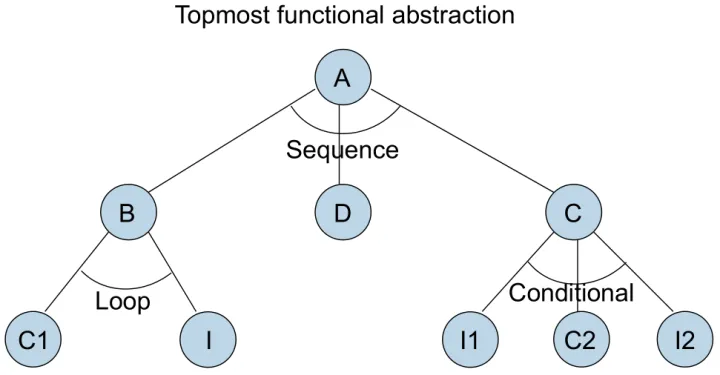 Topmost functional abstraction
A
Sequence
B
D
C
Loop
Conditional
C1
I
I1
C2
I2